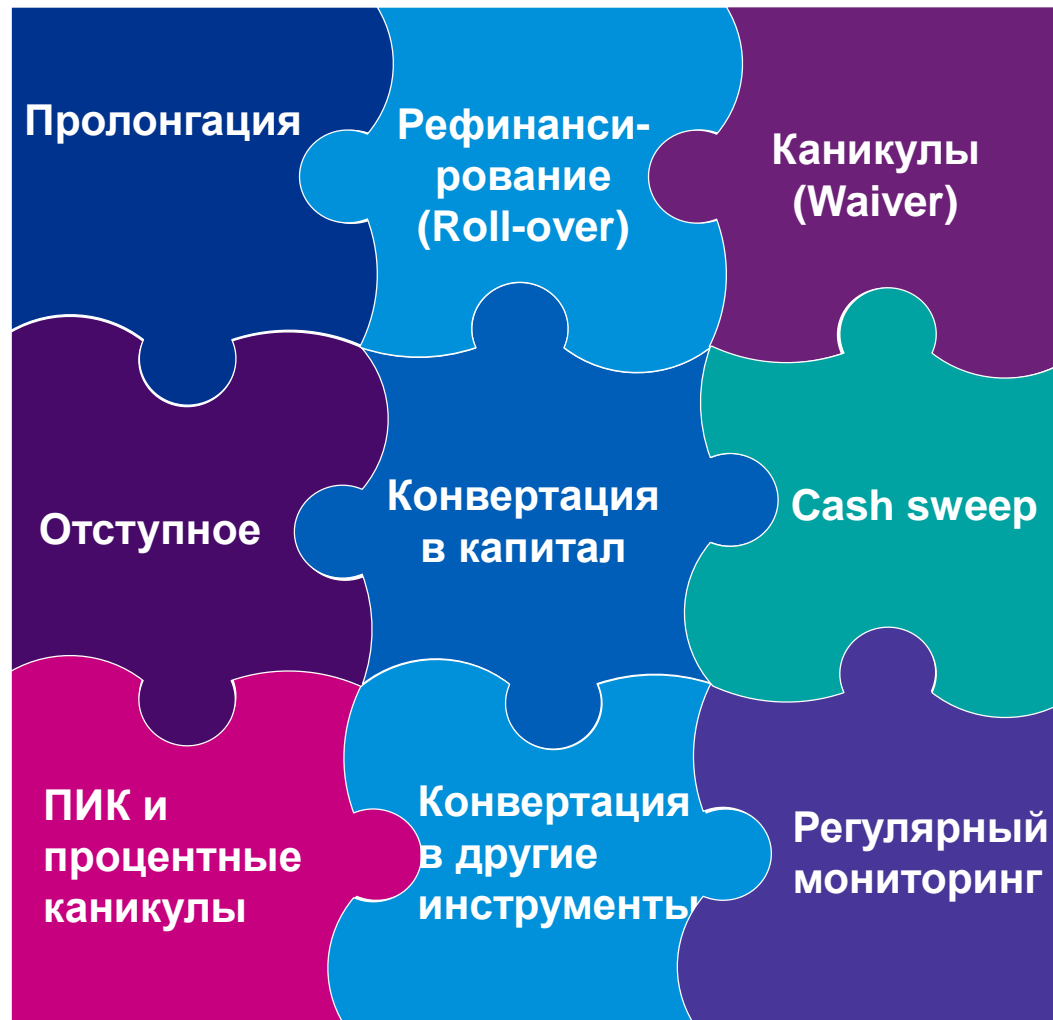 Пролонгация
Рефинанси-
рование
(Roll-over)
Каникулы
(Waiver)
Отступное
Конвертация
в капитал
Cash sweep
ПИК и
процентные
каникулы
Конвертация
в другие
инструменты
Регулярный
мониторинг